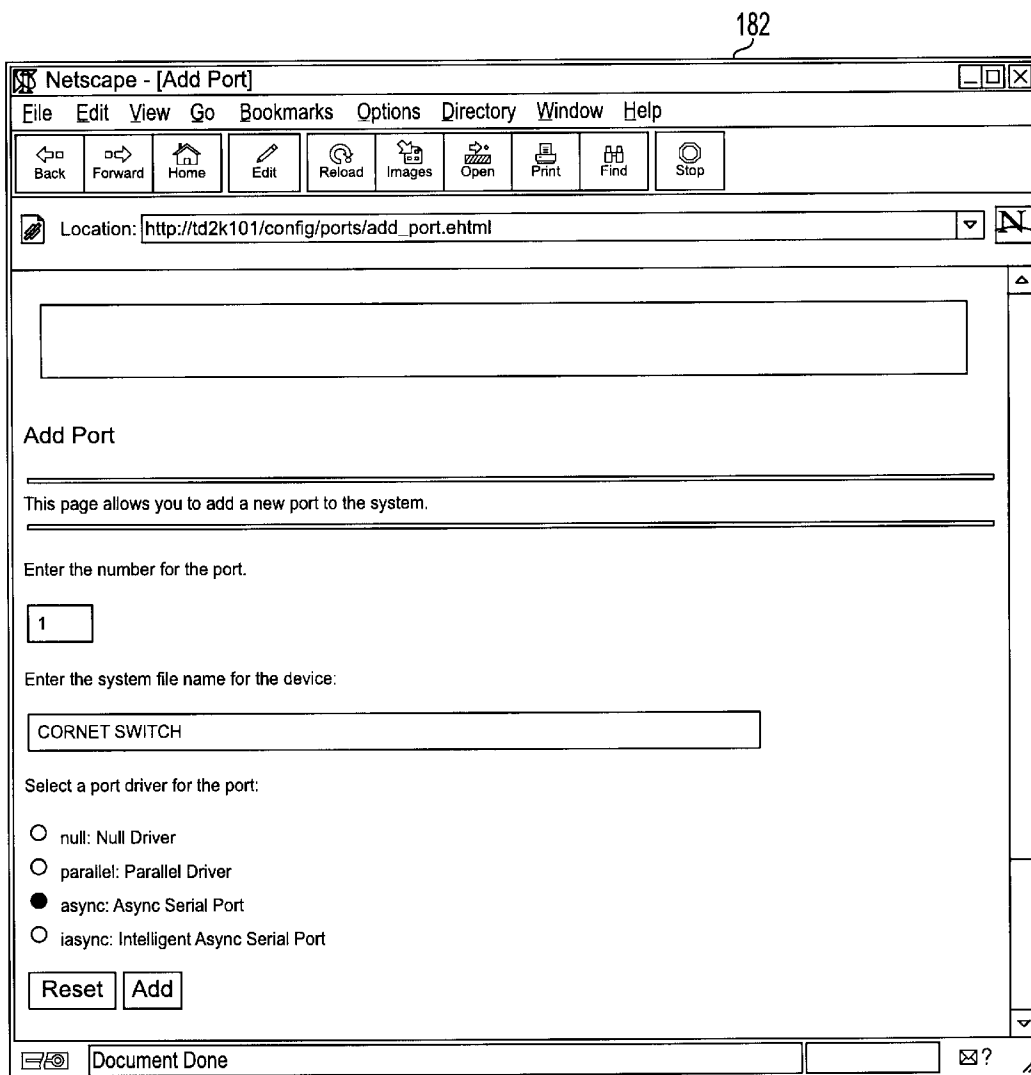 182
Netscape - [Add Port]
File Edit View Go Bookmarks Options Directory Window Help
Back Forward Home Edit Reload Images Open Print Find Stop
Location: http://td2k101/config/ports/add_port.ehtml
N
Add Port
This page allows you to add a new port to the system.
Enter the number for the port.
1
Enter the system file name for the device:
CORNET SWITCH
Select a port driver for the port:
null: Null Driver
parallel: Parallel Driver
async: Async Serial Port
iasync: Intelligent Async Serial Port
Reset Add
Document Done ?